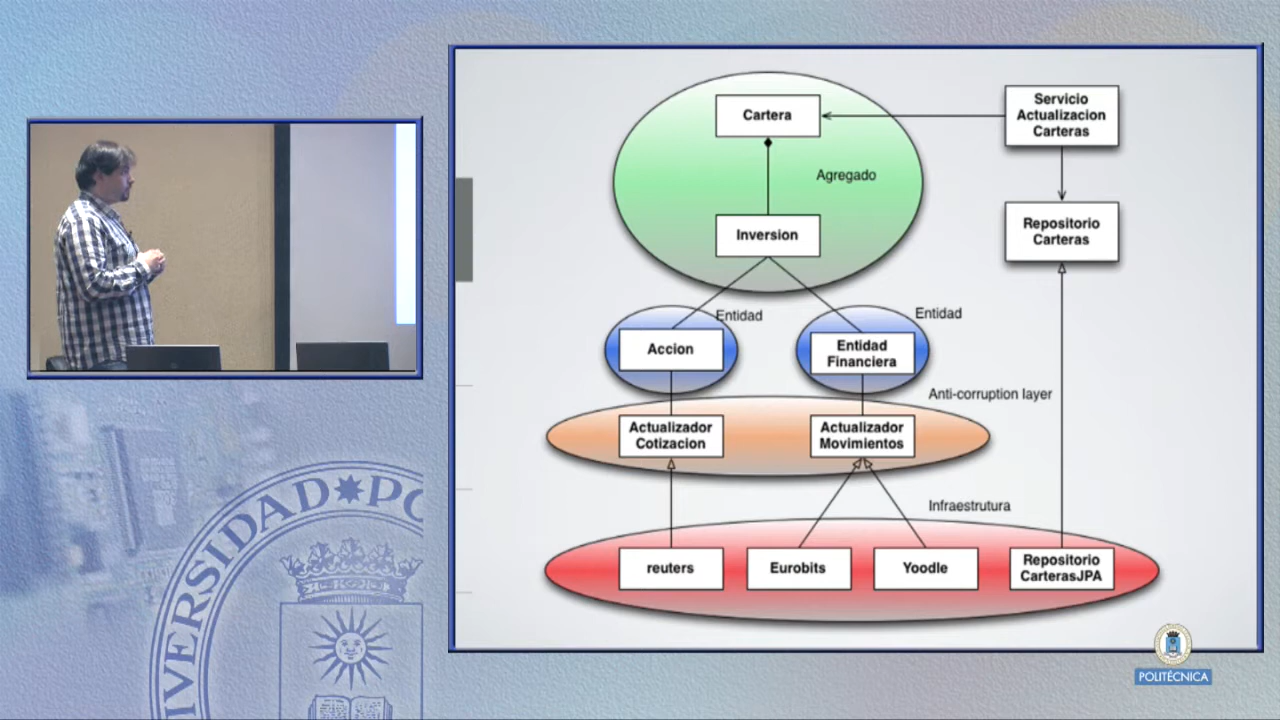 Cartera
Servicio
Actualizacion
Carteras
Agregado
Inversion
Repositorio
Carteras
Entidad
Entidad
Accion
Entidad
Financiera
Anti-corruption layer
Actualizador
Cotizacion
Actualizador
Movimientos
Infraestrutura
reuters
Eurobits
Yoodle
Repositorio
CarterasJPA
POLITÉCNICA